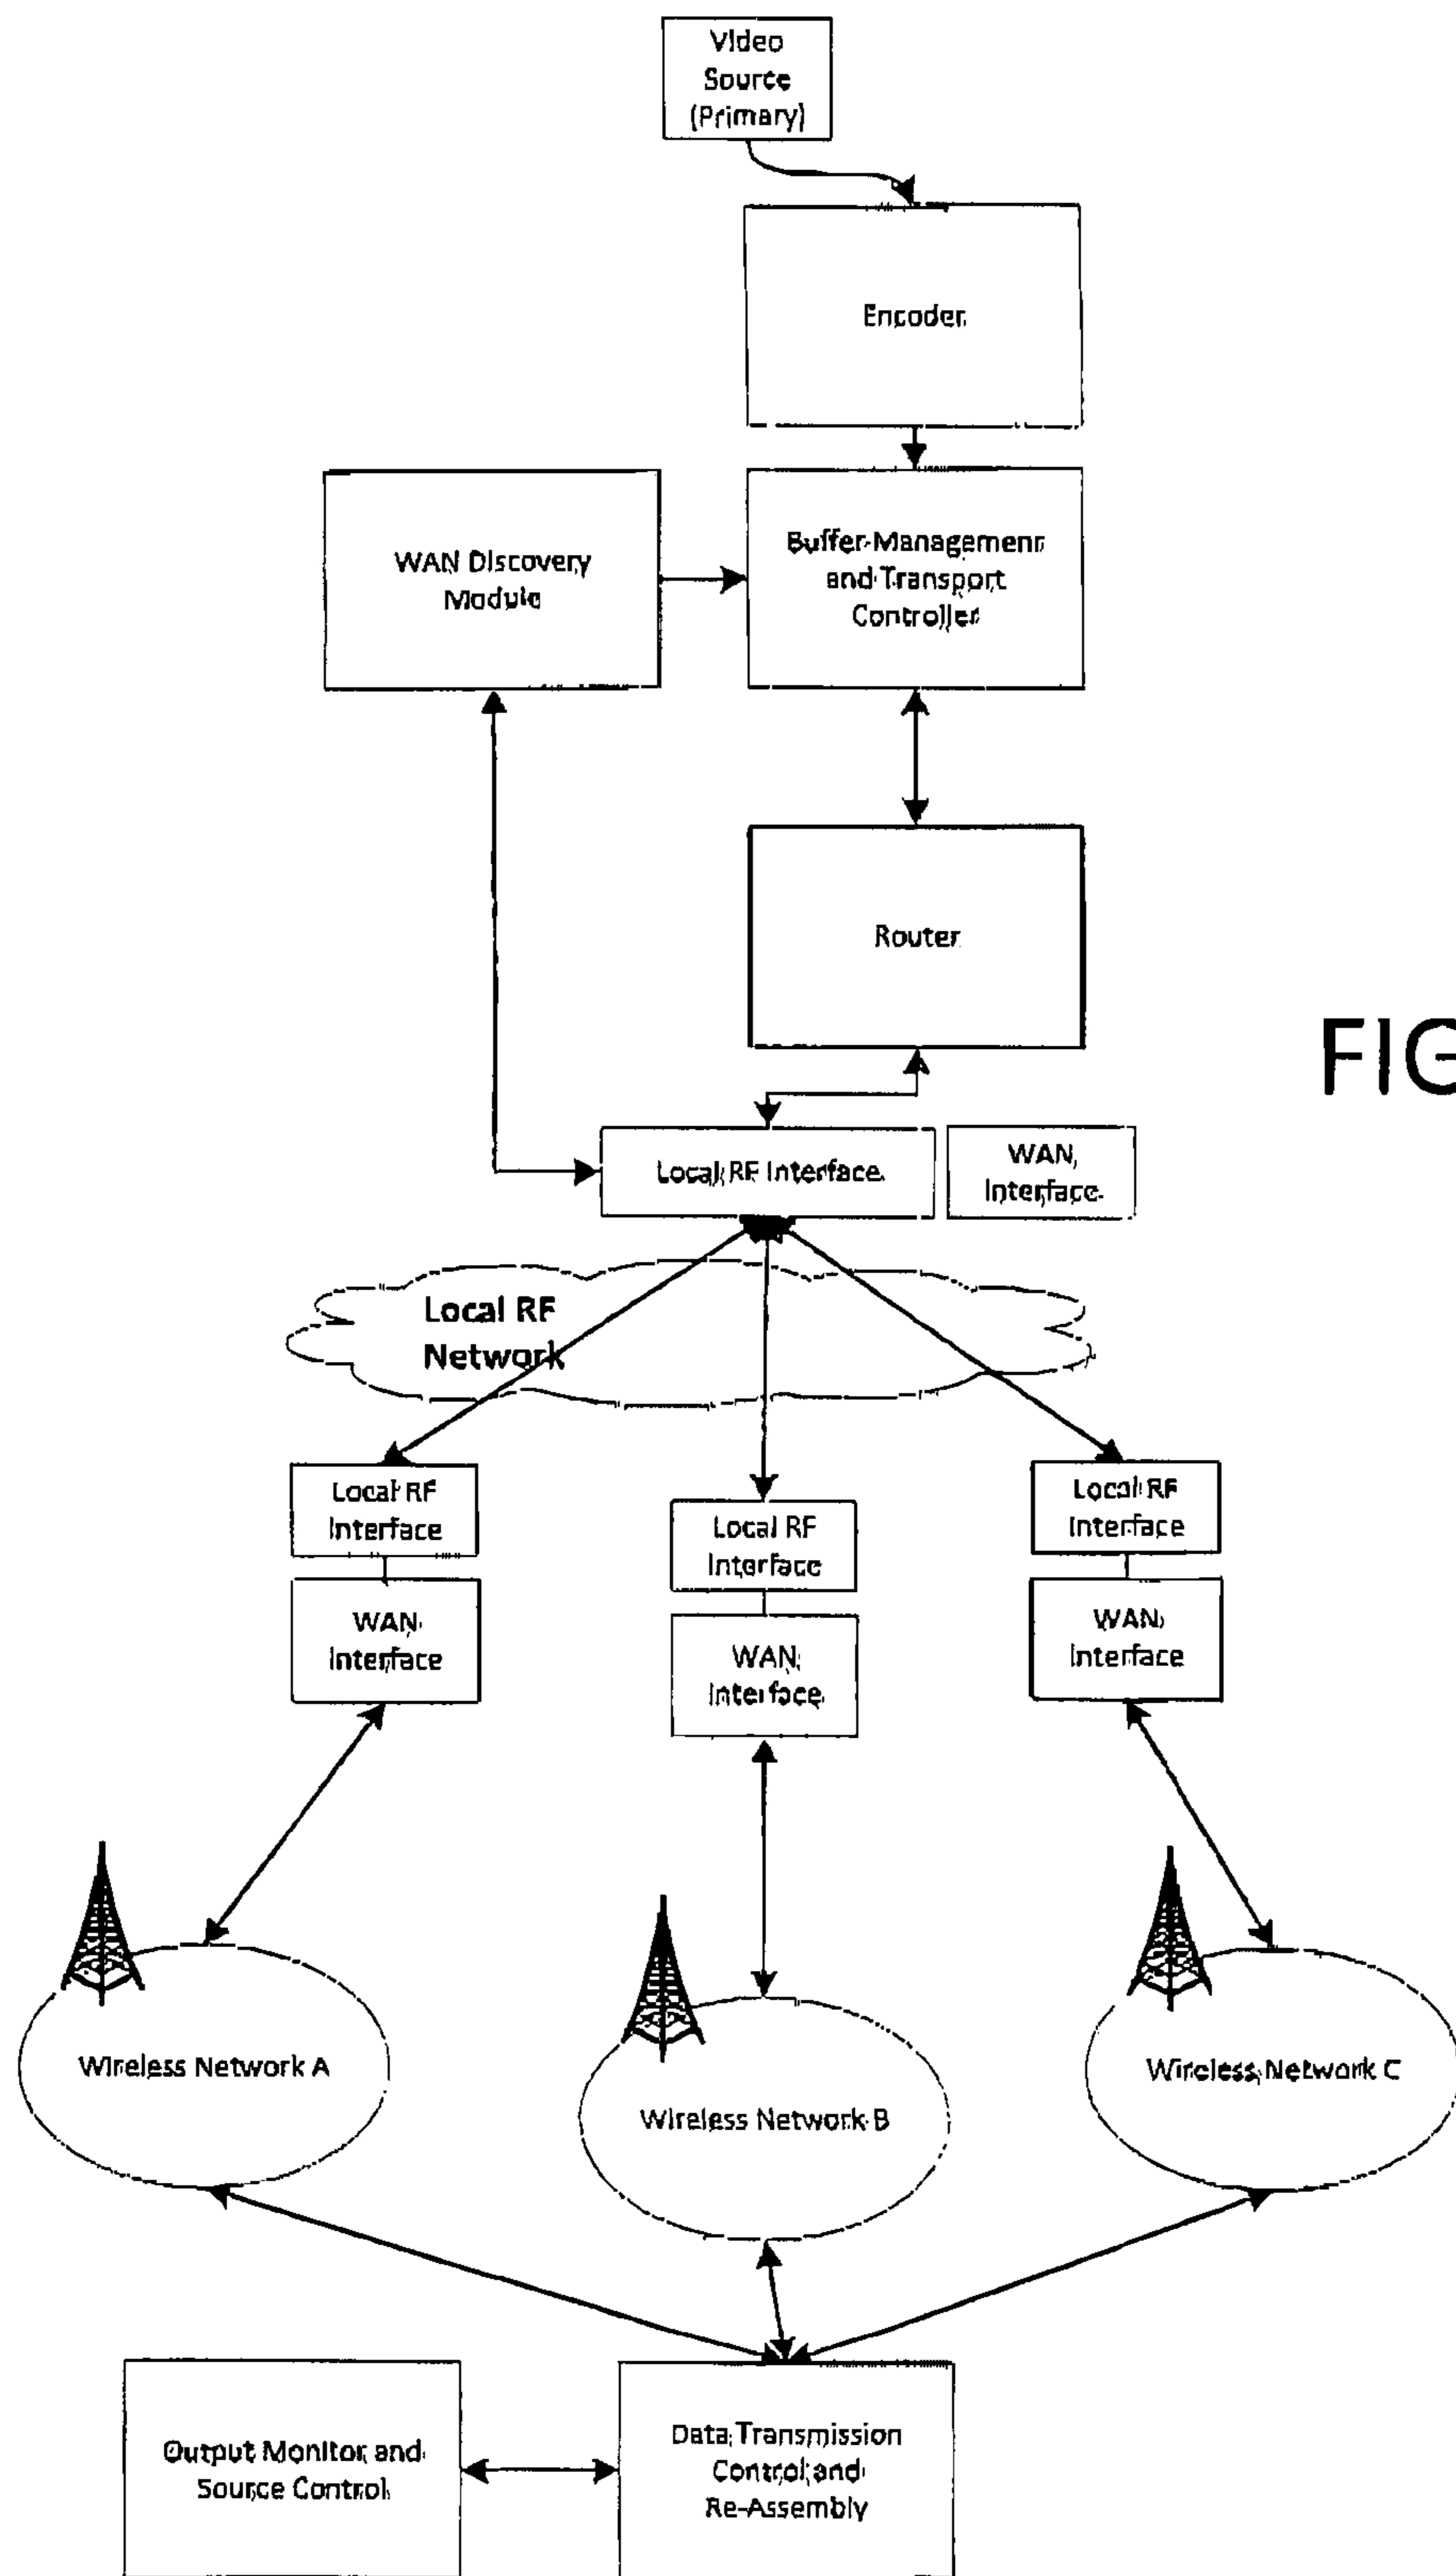 Video
Source
(Primary)
Encoder
WAN Discovery
Module
Buffer Management
and Transport
Controller
Router
FIG
Local RF Interface
WAN
Interface
Local RF
Network
Local RF
Interface
WAN
Interface
Local RF
Interface
WAN
Interface
Local RF
Interface
WAN
Interface
Wireless Network A
Wireless Network B
Wireless Network C
Output Monitor and
Source Control
Data Transmission
Control and
Re-Assembly